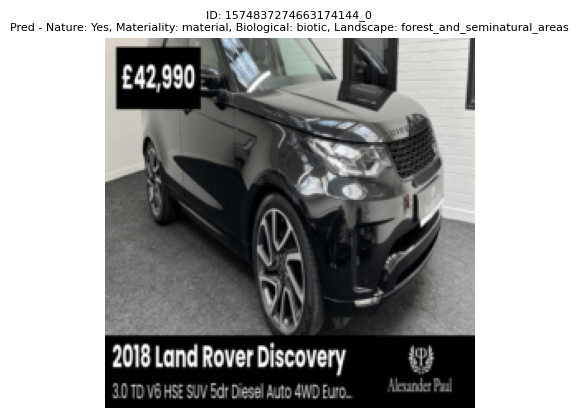 ID: 1574837274663174144_0
Pred - Nature: Yes, Materiality: material, Biological: biotic, Landscape: forest_and_seminatural_areas
£42,990
2018 Land Rover Discovery
3.0 TD V6 HSE SUV 5dr Diesel Auto 4WD Euro...
Alexander Paul